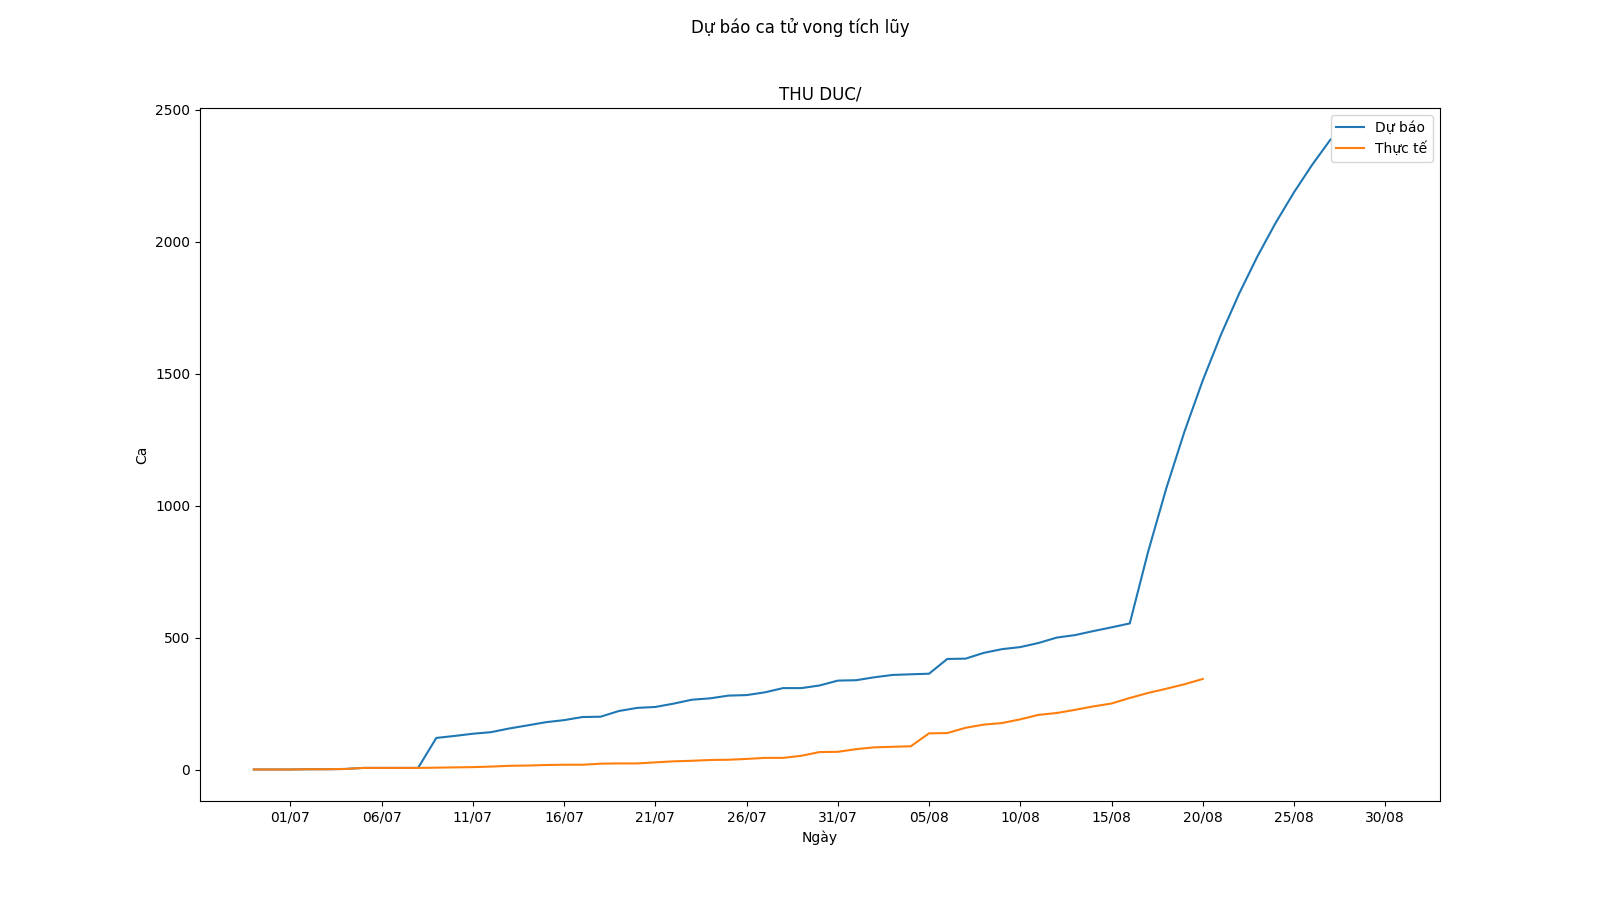 Dự báo ca tử vong tích lũy
THU DUC/
2500
2000
1500
1000
500
0
Ca
Dự báo
Thực tế
01/07 06/07 11/07 16/07 21/07 26/07 31/07 05/08 10/08 15/08 20/08 25/08 30/08
Ngày